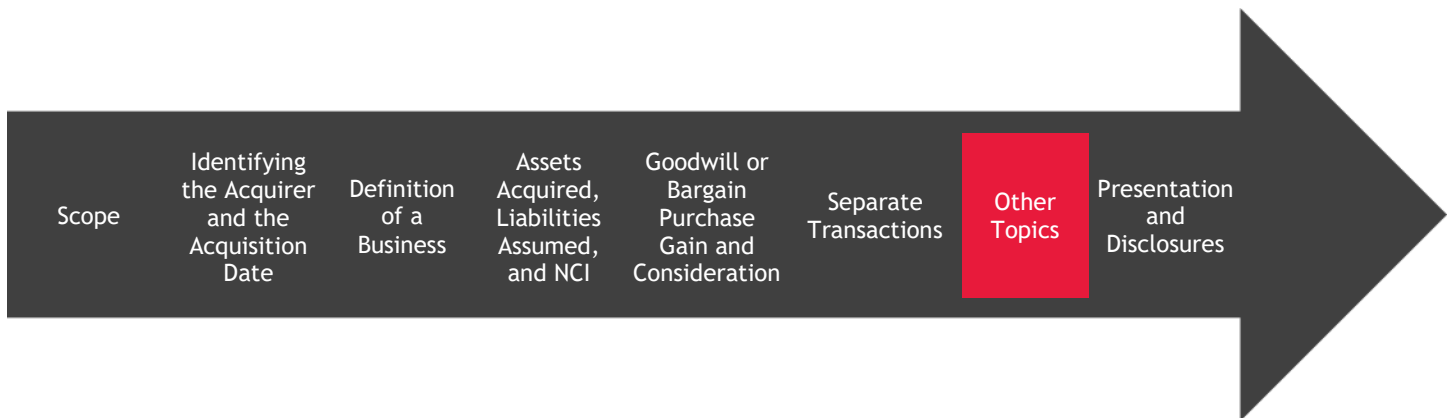 Scope
Identifying
the Acquirer
and the
Acquisition
Date
Definition
of a
Business
Assets
Acquired,
Liabilities
Assumed,
and NCI
Goodwill or
Bargain
Purchase
Gain and
Consideration
Separate
Transactions
Other
Topics
Presentation
and
Disclosures